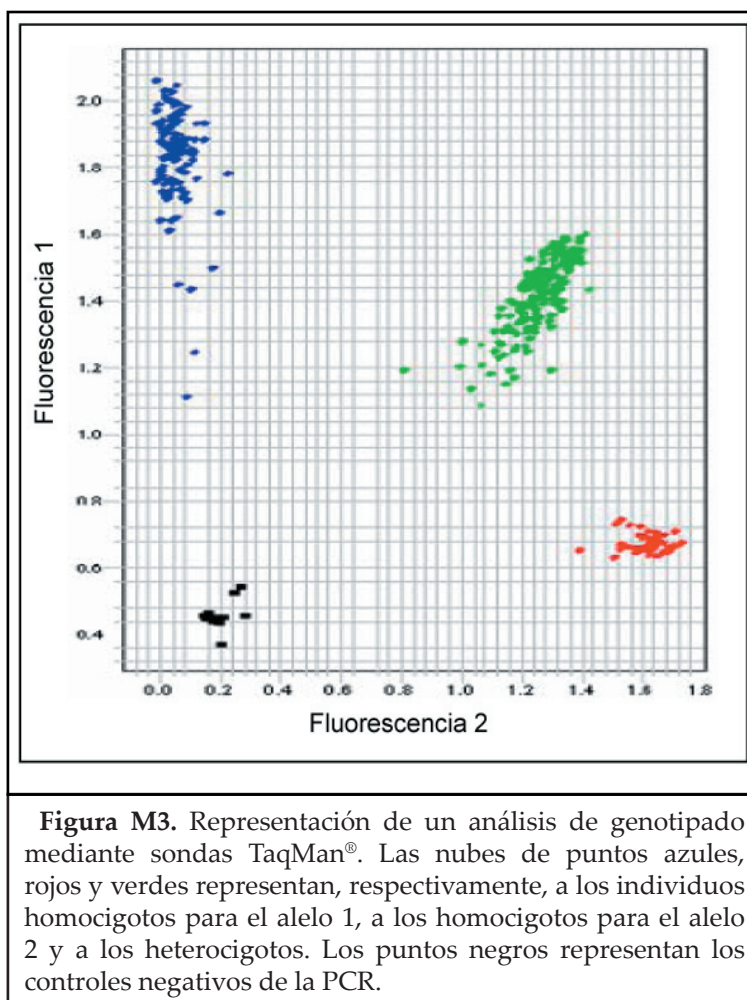 2.0
1.8
1.6
1.4
1.2
1.0
0.8
0.6
0.4
Fluorescencia 1
0.0 0.2 0.4 0.6 0.8 1.0 1.2 1.4 1.6 1.8
Fluorescencia 2
Figura M3. Representación de un análisis de genotipado
mediante sondas TaqMan®. Las nubes de puntos azules,
rojos y verdes representan, respectivamente, a los individuos
homocigotos para el alelo 1, a los homocigotos para el alelo
2 y a los heterocigotos. Los puntos negros representan los
controles negativos de la PCR.